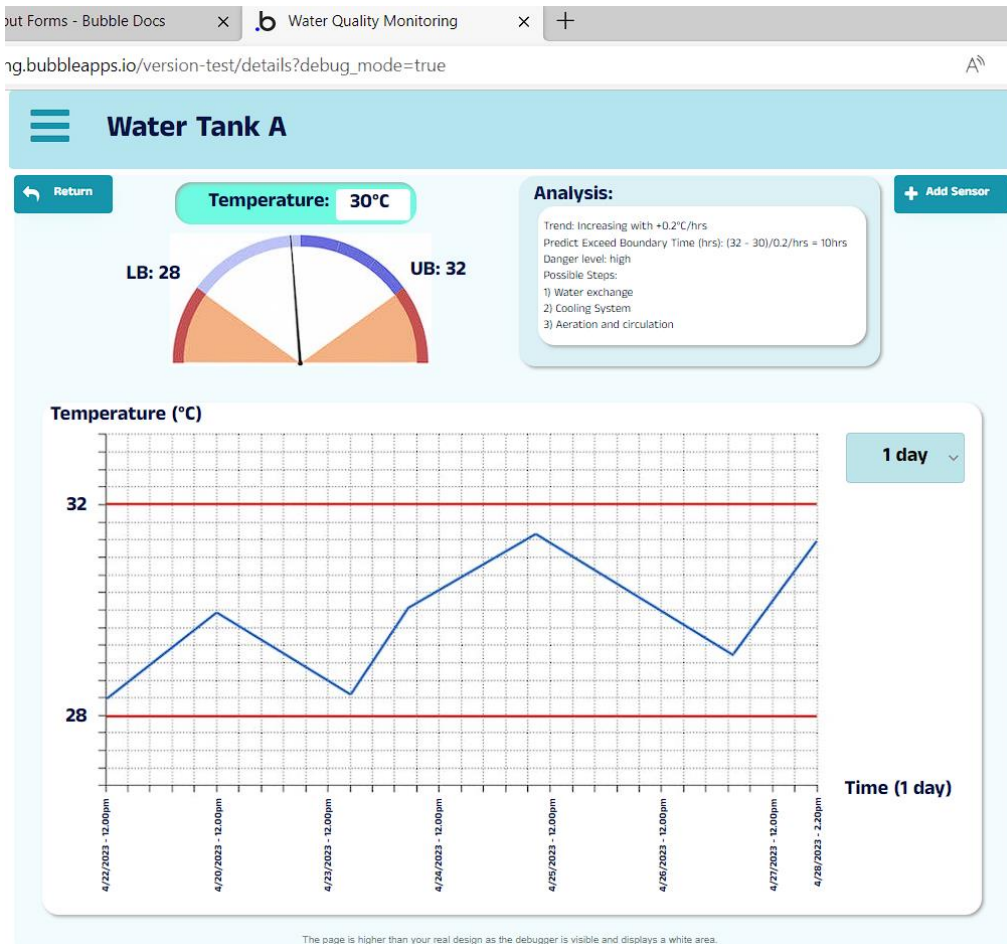 out Forms - Bubble Docs
Water Quality Monitoring
ng.bubbleapps.io/version-test/details?debug_mode=true
Water Tank A
Return
Temperature: 30°C
LB: 28
UB: 32
Analysis:
Trend: Increasing with +0.2°C/hrs
Predict Exceed Boundary Time (hrs): (32 - 30)/0.2/hrs = 10hrs
Danger level: high
Possible Steps:
1) Water exchange
2) Cooling System
3) Aeration and circulation
Add Sensor
Temperature (°C)
1 day
32
28
Time (1 day)
4/22/2023 - 12.00pm
4/20/2023 - 12.00pm
4/23/2023 - 12.00pm
4/24/2023 - 12.00pm
4/25/2023 - 12.00pm
4/26/2023 - 12.00pm
4/27/2023 - 12.00pm
4/28/2023 - 2.20pm
The page is higher than your real design as the debugger is visible and displays a white area.